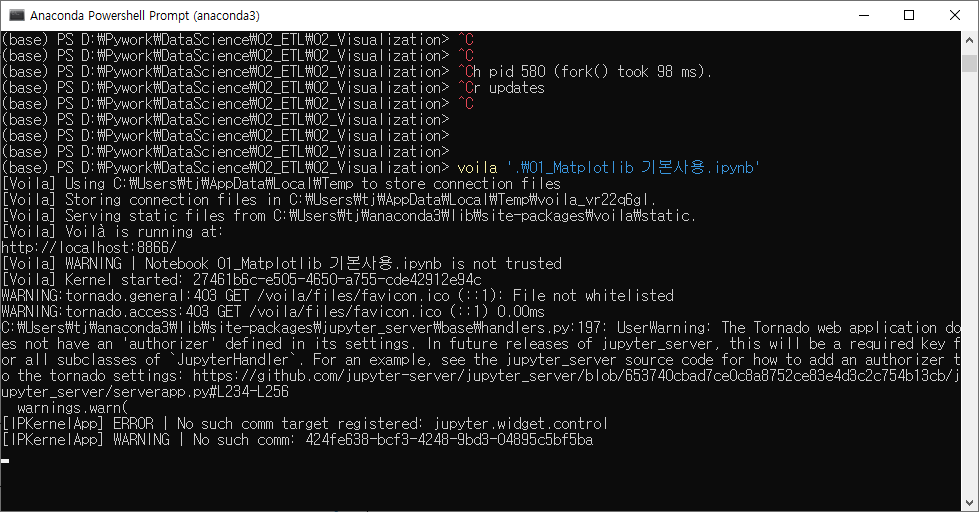 Anaconda Powershell Prompt (anaconda3)
(base) PS D:₩Pywork₩DataScience₩02_ETL₩02_Visualization> ^C
(base) PS D:₩Pywork₩DataScience₩02_ETL₩02_Visualization> ^C
(base) PS D:₩Pywork₩DataScience₩02_ETL₩02_Visualization> ^Ch pid 580 (fork() took 98 ms).
(base) PS D:₩Pywork₩DataScience₩02_ETL₩02_Visualization> ^Cr updates
(base) PS D:₩Pywork₩DataScience₩02_ETL₩02_Visualization> ^C
(base) PS D:₩Pywork₩DataScience₩02_ETL₩02_Visualization>
(base) PS D:₩Pywork₩DataScience₩02_ETL₩02_Visualization>
(base) PS D:₩Pywork₩DataScience₩02_ETL₩02_Visualization>
(base) PS D:₩Pywork₩DataScience₩02_ETL₩02_Visualization> voila '.₩01_Matplotlib 기본사용.ipynb'
[Voila] Using C:₩Users₩tj₩AppData₩Local₩Temp to store connection files
[Voila] Storing connection files in C:₩Users₩tj₩AppData₩Local₩Temp₩voila_vr22q6gl.
[Voila] Serving static files from C:₩Users₩tj₩anaconda3₩lib₩site-packages₩voila₩static.
[Voila] Voilà is running at:
http://localhost:8866/
[Voila] WARNING | Notebook 01_Matplotlib 기본사용.ipynb is not trusted
[Voila] Kernel started: 27461b6c-e505-4650-a755-cde42912e94c
WARNING:tornado.general:403 GET /voila/files/favicon.ico (::1): File not whitelisted
WARNING:tornado.access:403 GET /voila/files/favicon.ico (::1) 0.00ms
C:₩Users₩tj₩anaconda3₩lib₩site-packages₩jupyter_server₩base₩handlers.py:197: UserWarning: The Tornado web application do
es not have an 'authorizer' defined in its settings. In future releases of jupyter_server, this will be a required key f
or all subclasses of `JupyterHandler`. For an example, see the jupyter_server source code for how to add an authorizer t
o the tornado settings: https://github.com/jupyter-server/jupyter_server/blob/653740cbad7ce0c8a8752ce83e4d3c2c754b13cb/j
upyter_server/serverapp.py#L234-L256
  warnings.warn(
[IPKernelApp] ERROR | No such comm target registered: jupyter.widget.control
[IPKernelApp] WARNING | No such comm: 424fe638-bcf3-4248-9bd3-04895c5bf5ba